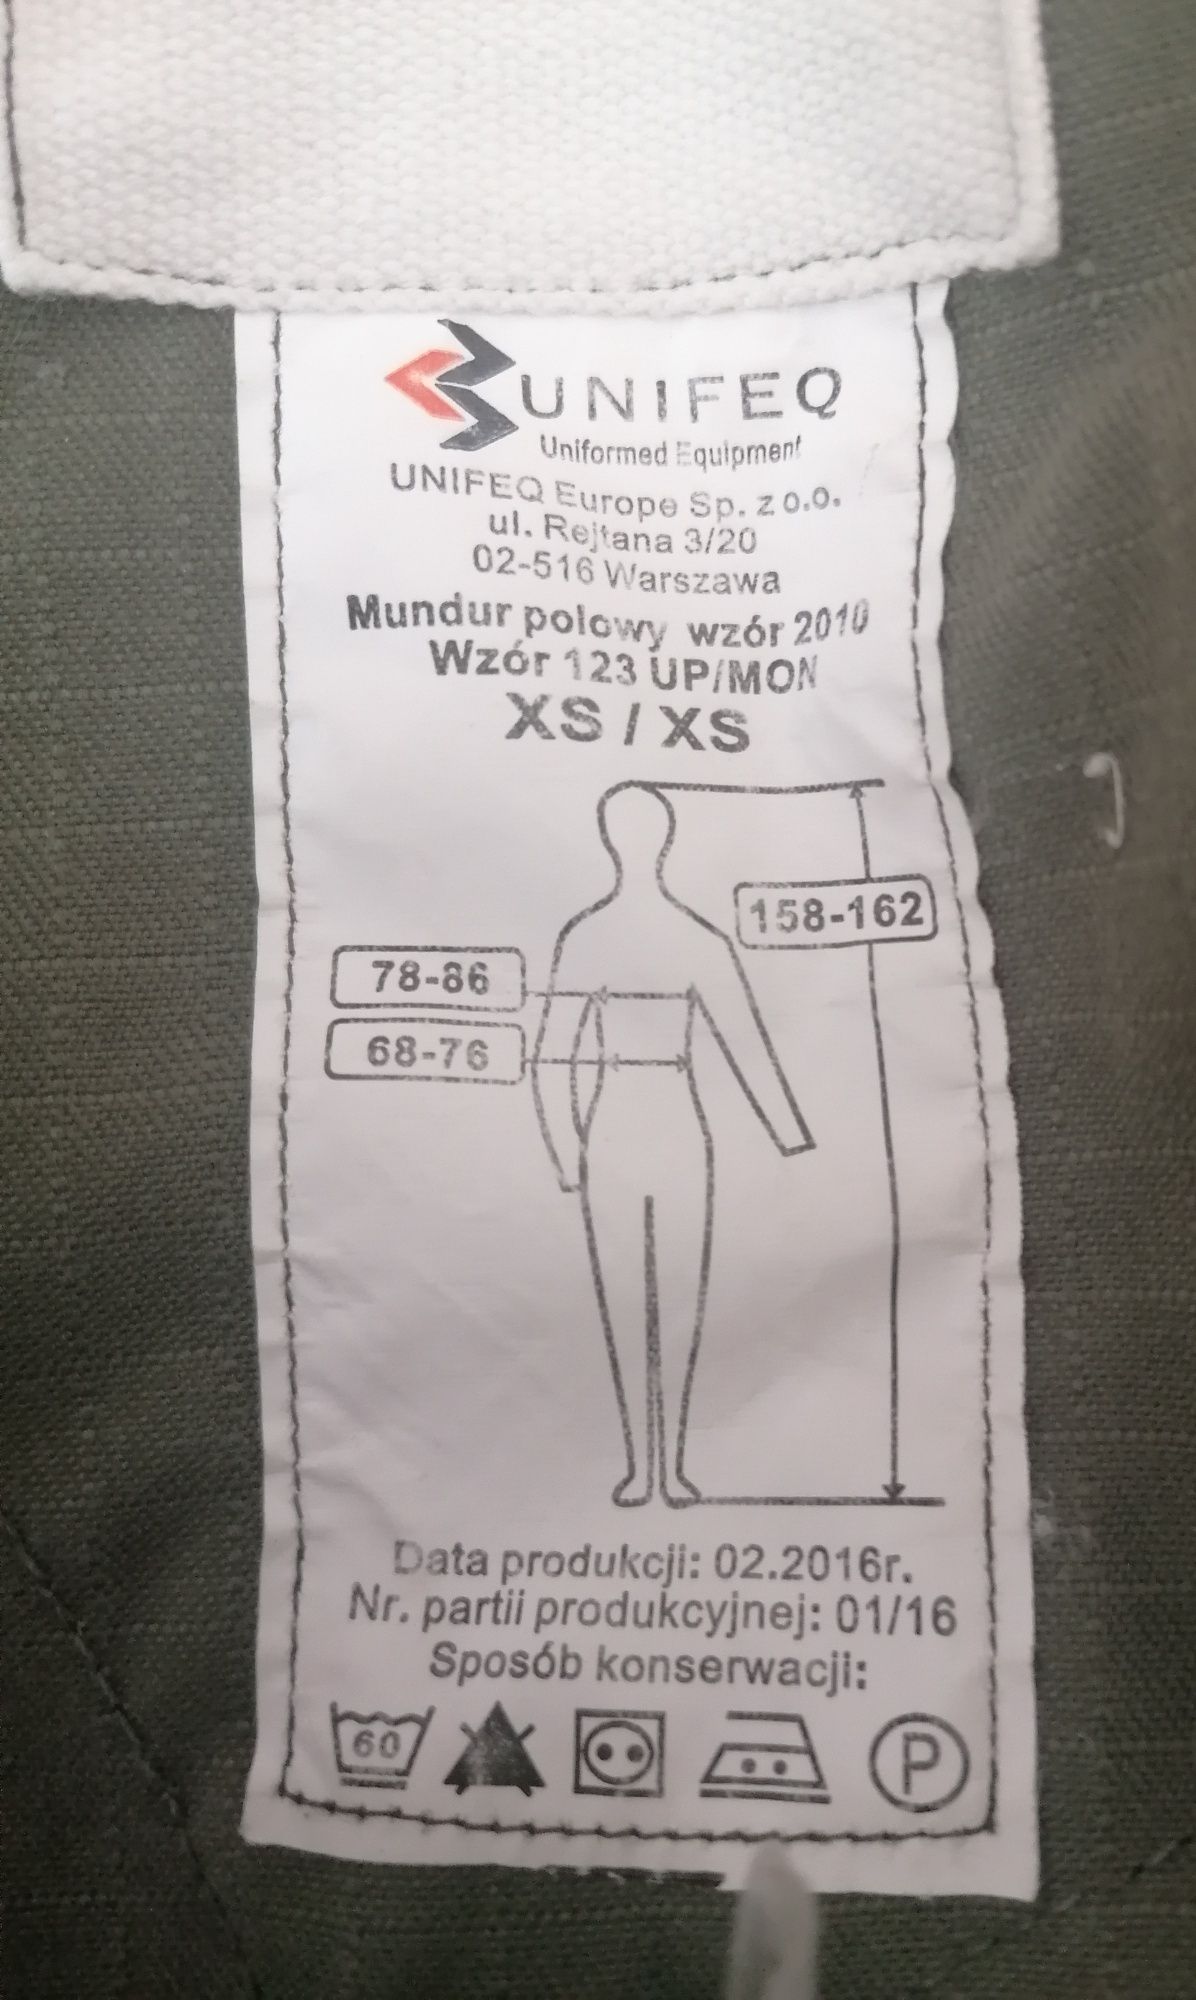 UNIFEQ
Uniformed Equipment
UNIFEQ Europe Sp. z o.o.
ul. Rejtana 3/20
02-516 Warszawa
Mundur polowy wzór 2010
Wzór 123 UP/MON
XS / XS
158-162
78-86
68-76
Data produkcji: 02.2016r.
Nr. partii produkcyjnej: 01/16
Sposób konserwacji:
60
P